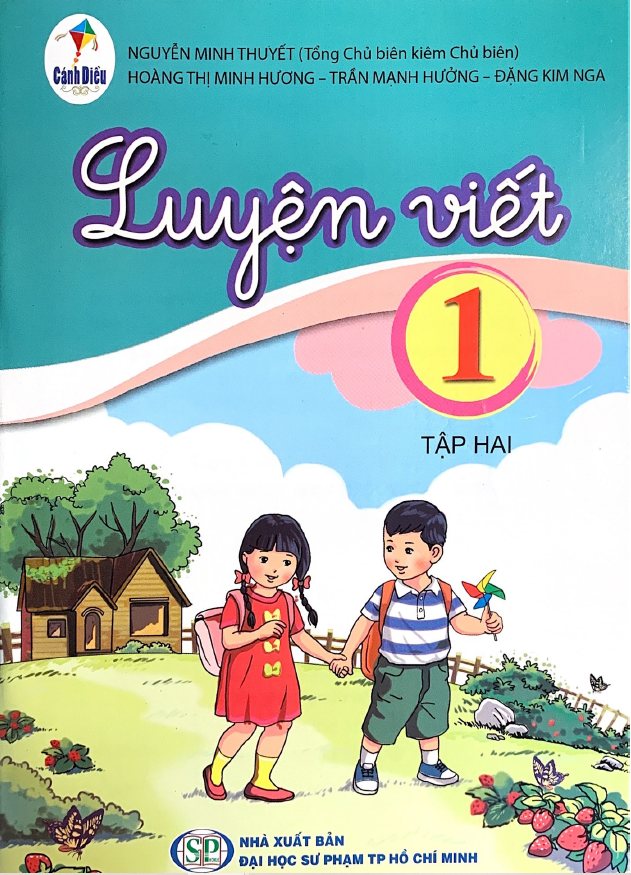 Cánh Diều
NGUYỄN MINH THUYẾT (Tổng Chủ biên kiêm Chủ biên)
HOÀNG THỊ MINH HƯƠNG – TRẦN MẠNH HƯỞNG – ĐẶNG KIM NGA
Luyện viết
1
TẬP HAI
SP
NHÀ XUẤT BẢN
ĐẠI HỌC SƯ PHẠM TP HỒ CHÍ MINH